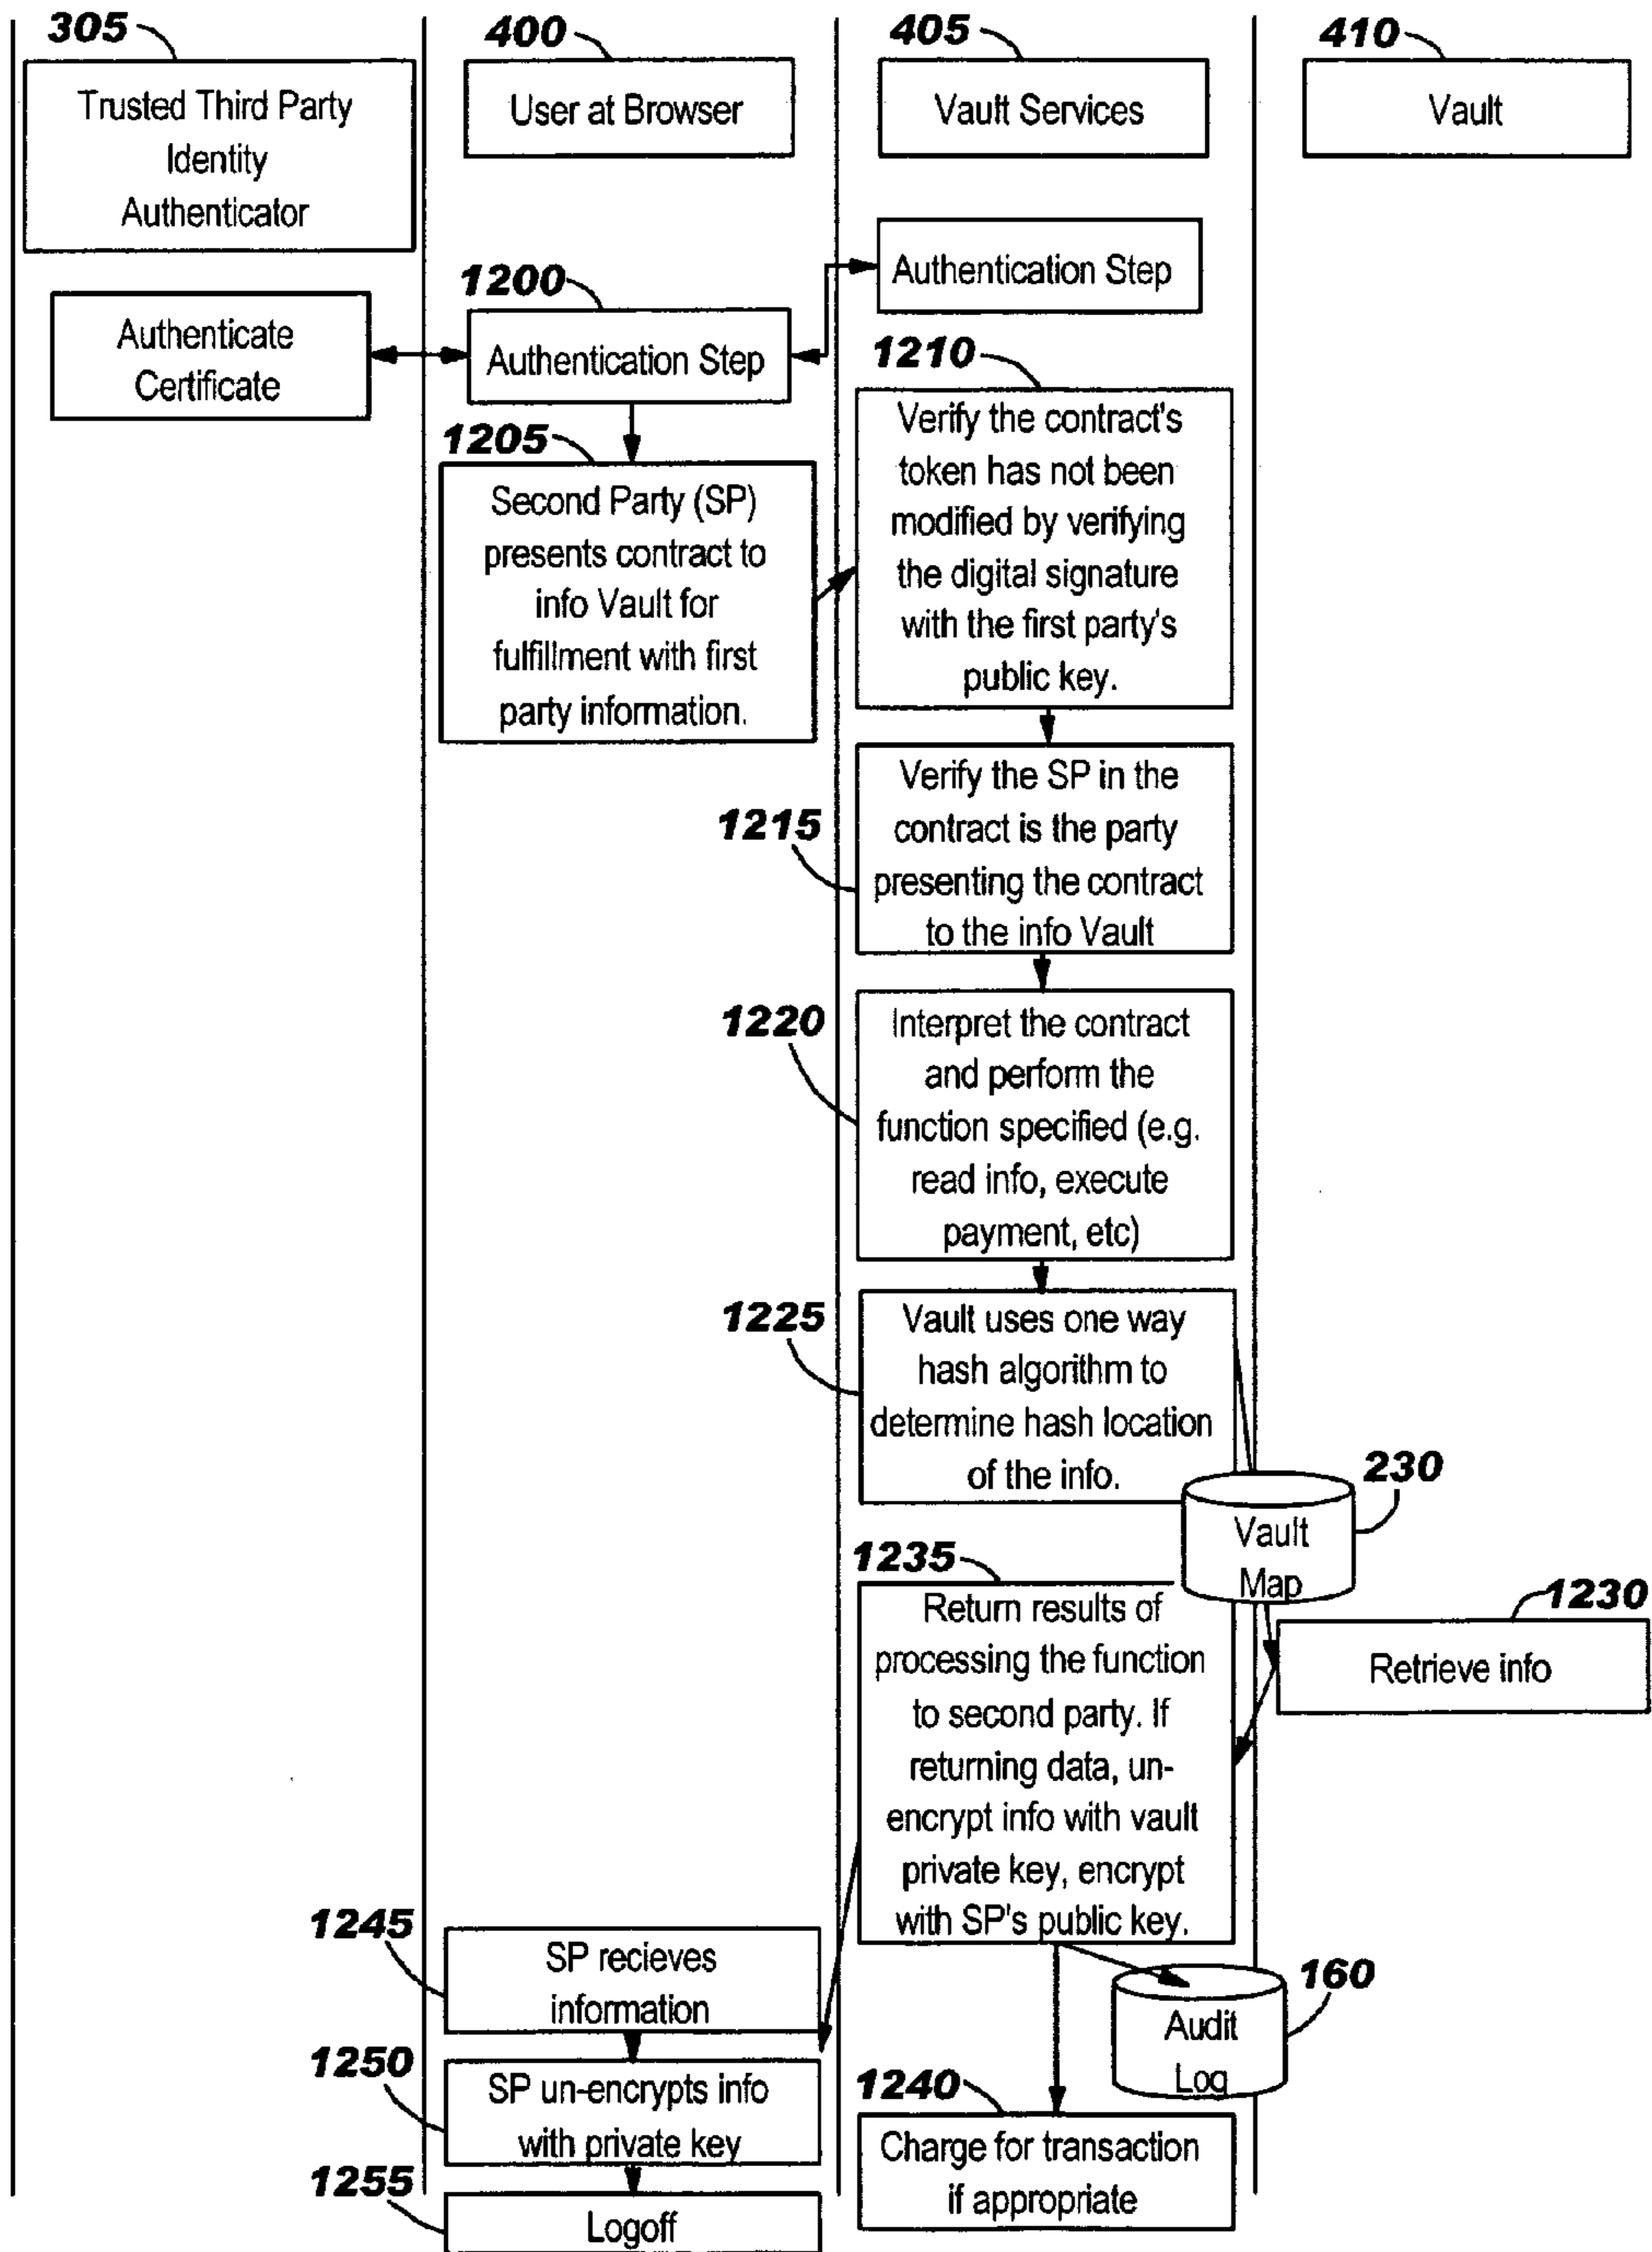 305
400
405
410
Trusted Third Party
Identity
Authenticator
User at Browser
Vault Services
Vault
Authentication Step
1200
Authenticate
Certificate
Authentication Step
1205
Second Party (SP)
presents contract to
info Vault for
fulfillment with first
party information.
1210
Verify the contract's
token has not been
modified by verifying
the digital signature
with the first party's
public key.
1215
Verify the SP in the
contract is the party
presenting the contract
to the info Vault
1220
Interpret the contract
and perform the
function specified (e.g.
read info, execute
payment, etc)
1225
Vault uses one way
hash algorithm to
determine hash location
of the info.
230
Vault
Map
1230
Retrieve info
1235
Return results of
processing the function
to second party. If
returning data, un-
encrypt info with vault
private key, encrypt
with SP's public key.
160
Audit
Log
1240
Charge for transaction
if appropriate
1245
SP recieves
information
1250
SP un-encrypts info
with private key
1255
Logoff